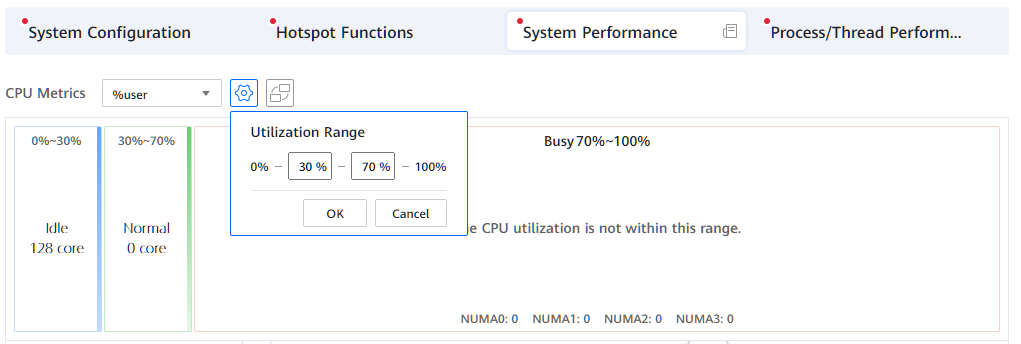 System Configuration
Hotspot Functions
System Performance
Process/Thread Perform...
CPU Metrics
%user
Utilization Range
0% – 30 % – 70 % – 100%
OK
Cancel
0%~30%
Idle
128 core
30%~70%
Normal
0 core
Busy70%~100%
e CPU utilization is not within this range.
NUMA0: 0 NUMA1: 0 NUMA2: 0 NUMA3: 0